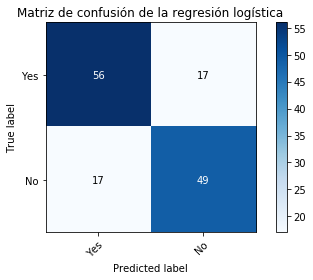 Matriz de confusión de la regresión logística
True label
Yes
No
56
17
17
49
Yes
No
Predicted label
55
50
45
40
35
30
25
20